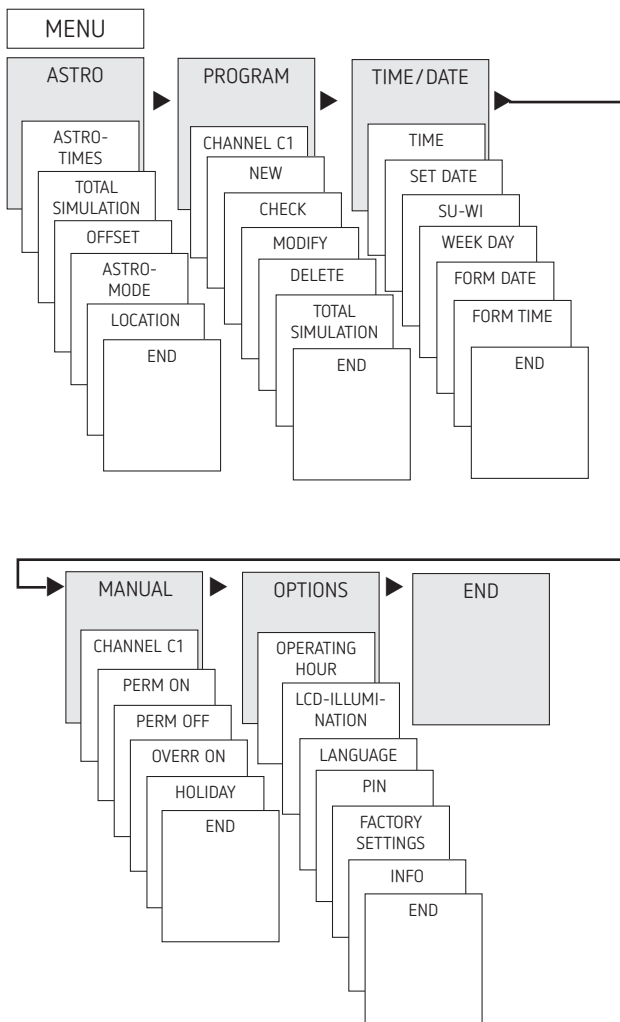 MENU
ASTRO
ASTRO-
TIMES
TOTAL
SIMULATION
OFFSET
ASTRO-
MODE
LOCATION
END
PROGRAM
CHANNEL C1
NEW
CHECK
MODIFY
DELETE
TOTAL
SIMULATION
END
TIME/DATE
TIME
SET DATE
SU-WI
WEEK DAY
FORM DATE
FORM TIME
END
MANUAL
CHANNEL C1
PERM ON
PERM OFF
OVERR ON
HOLIDAY
END
OPTIONS
OPERATING
HOUR
LCD-ILLUMI-
NATION
LANGUAGE
PIN
FACTORY
SETTINGS
INFO
END
END